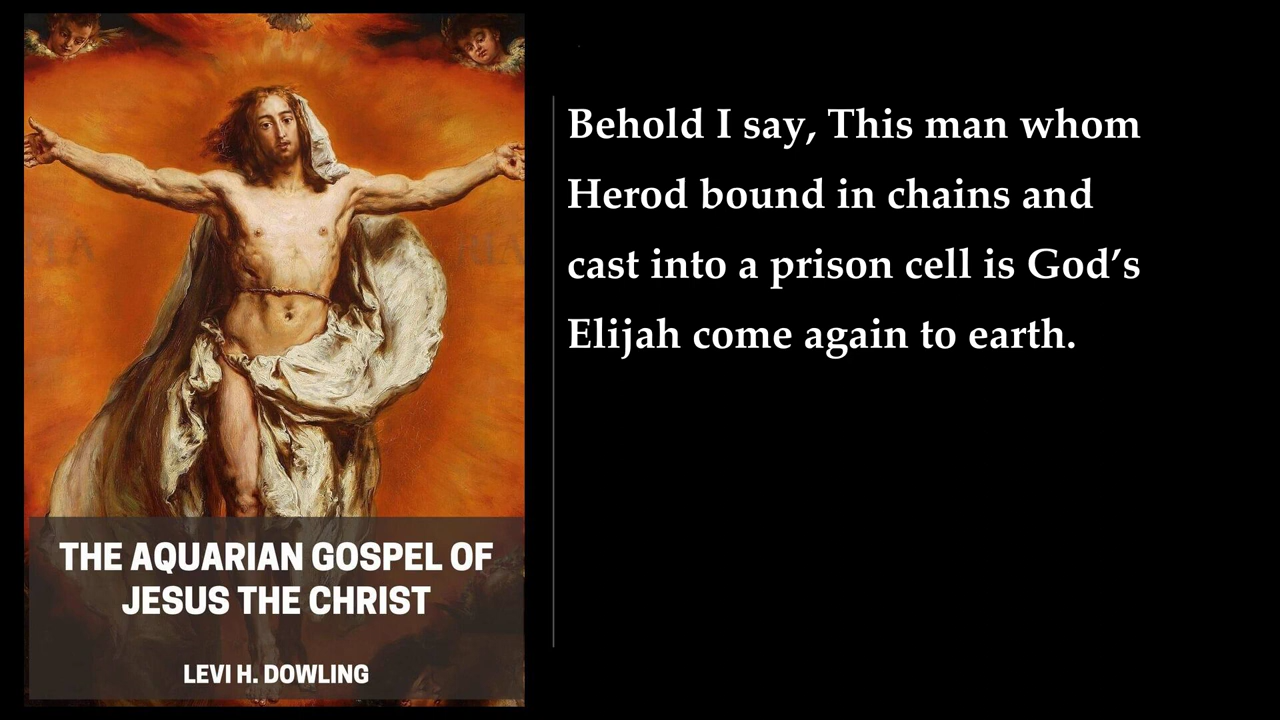 Behold I say, This man whom
Herod bound in chains and
cast into a prison cell is God’s
Elijah come again to earth.
THE AQUARIAN GOSPEL OF
JESUS THE CHRIST
LEVI H. DOWLING